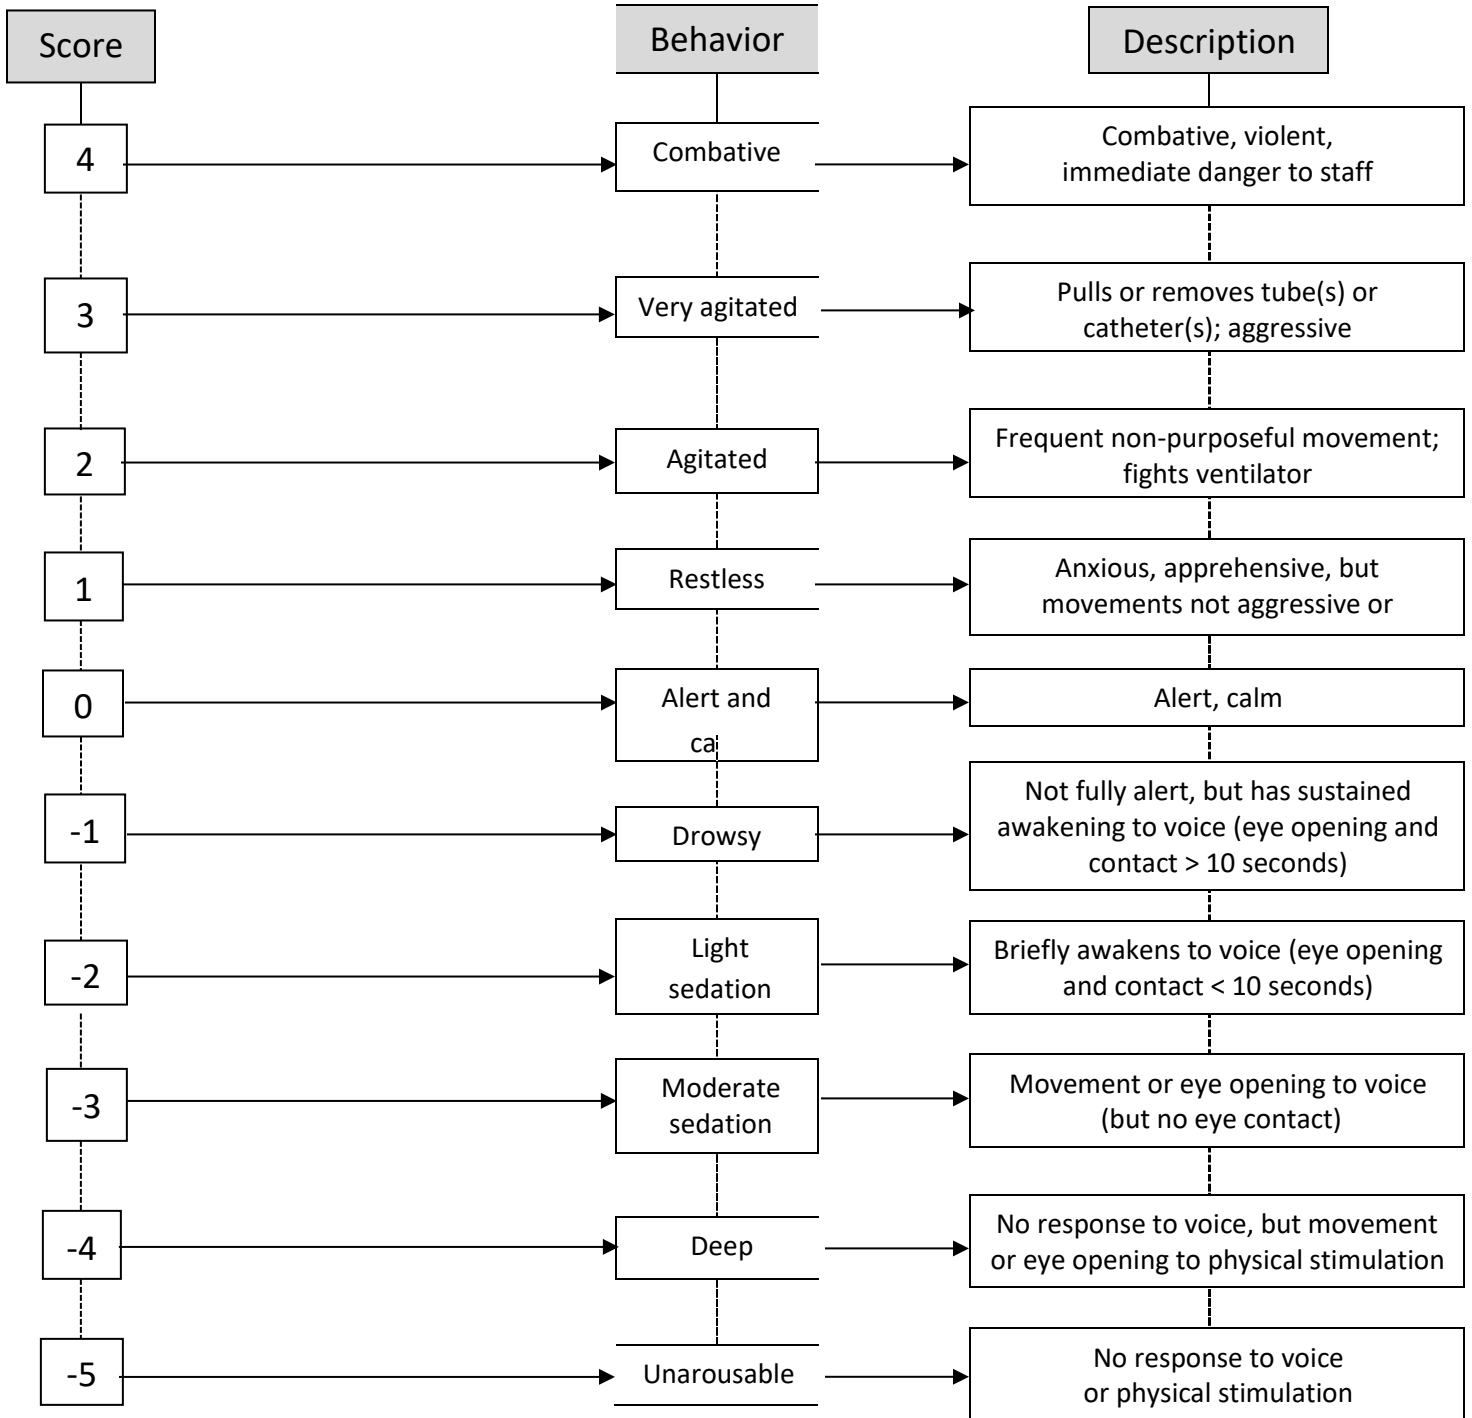 Score
Behavior
Description
4
Combative
Combative, violent,
immediate danger to staff
3
Very agitated
Pulls or removes tube(s) or
catheter(s); aggressive
2
Agitated
Frequent non-purposeful movement;
fights ventilator
1
Restless
Anxious, apprehensive, but
movements not aggressive or
0
Alert and
ca
Alert, calm
-1
Drowsy
Not fully alert, but has sustained
awakening to voice (eye opening and
contact > 10 seconds)
-2
Light
sedation
Briefly awakens to voice (eye opening
and contact < 10 seconds)
-3
Moderate
sedation
Movement or eye opening to voice
(but no eye contact)
-4
Deep
No response to voice, but movement
or eye opening to physical stimulation
-5
Unarousable
No response to voice
or physical stimulation